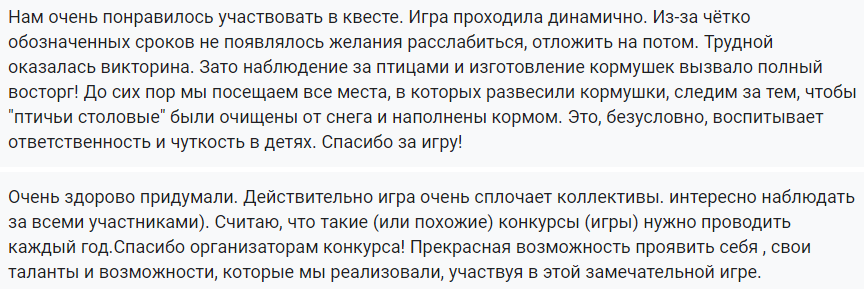 Нам очень понравилось участвовать в квесте. Игра проходила динамично. Из-за чётко
обозначенных сроков не появлялось желания расслабиться, отложить на потом. Трудной
оказалась викторина. Зато наблюдение за птицами и изготовление кормушек вызвало полный
восторг! До сих пор мы посещаем все места, в которых развесили кормушки, следим за тем, чтобы
"птичьи столовые" были очищены от снега и наполнены кормом. Это, безусловно, воспитывает
ответственность и чуткость в детях. Спасибо за игру!
Очень здорово придумали. Действительно игра очень сплочает коллективы. интересно наблюдать
за всеми участниками). Считаю, что такие (или похожие) конкурсы (игры) нужно проводить
каждый год.Спасибо организаторам конкурса! Прекрасная возможность проявить себя , свои
таланты и возможности, которые мы реализовали, участвуя в этой замечательной игре.